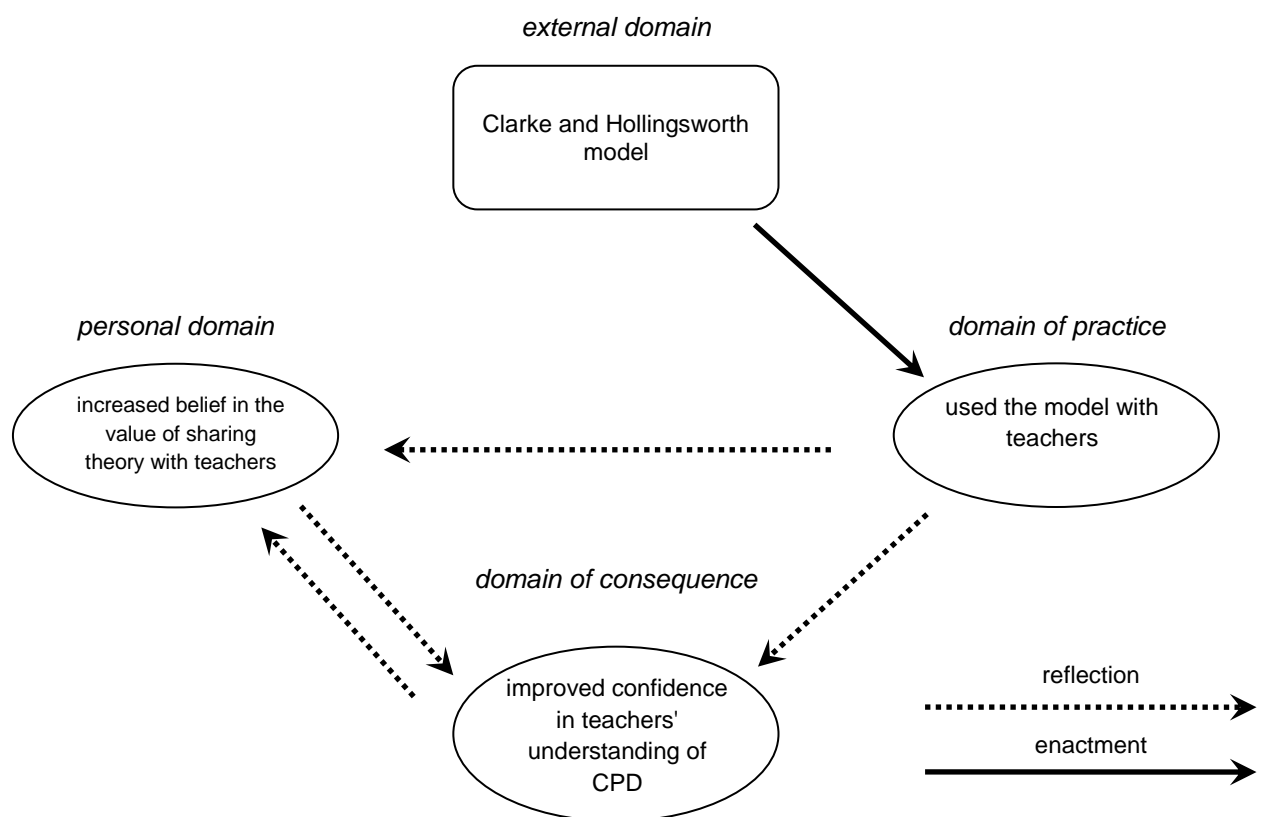 external domain
Clarke and Hollingsworth
model
personal domain
domain of practice
increased belief in the
value of sharing
theory with teachers
used the model with
teachers
domain of consequence
improved confidence
in teachers'
understanding of
CPD
reflection
enactment